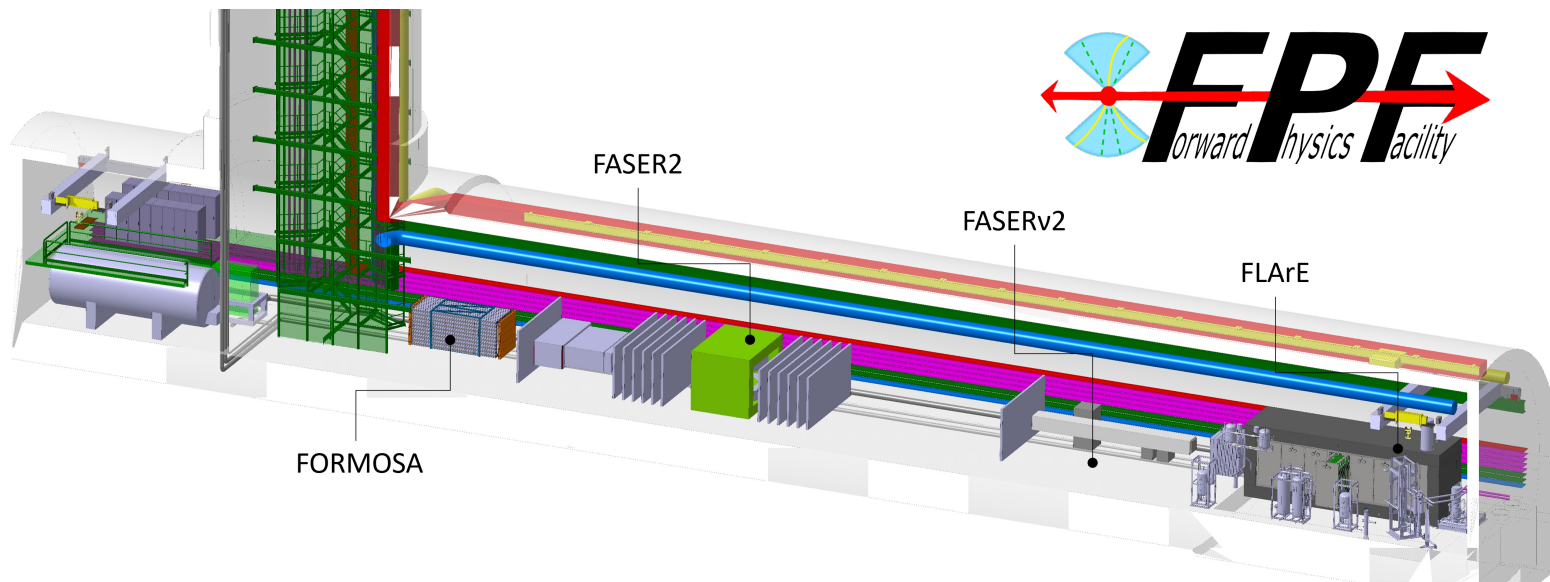 FPF
Forward Physics Facility
FASER2
FASERν2
FLArE
FORMOSA